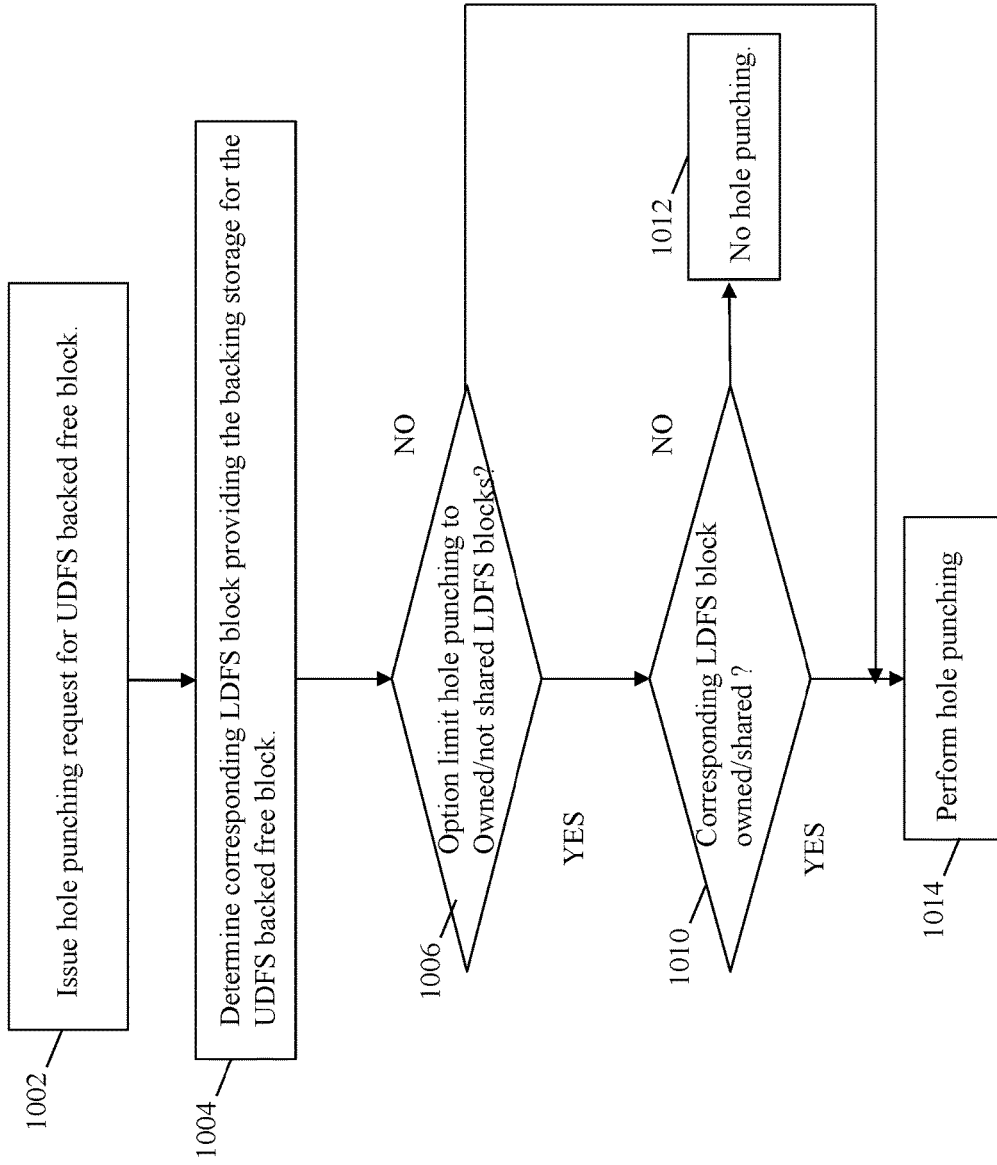 1002
Issue hole punching request for UDFS backed free block.
1004
Determine corresponding LDFS block providing the backing storage for the
UDFS backed free block.
1006
Option limit hole punching to
Owned/not shared LDFS blocks?
NO
YES
1010
Corresponding LDFS block
owned/shared ?
NO
YES
1012
No hole punching.
1014
Perform hole punching